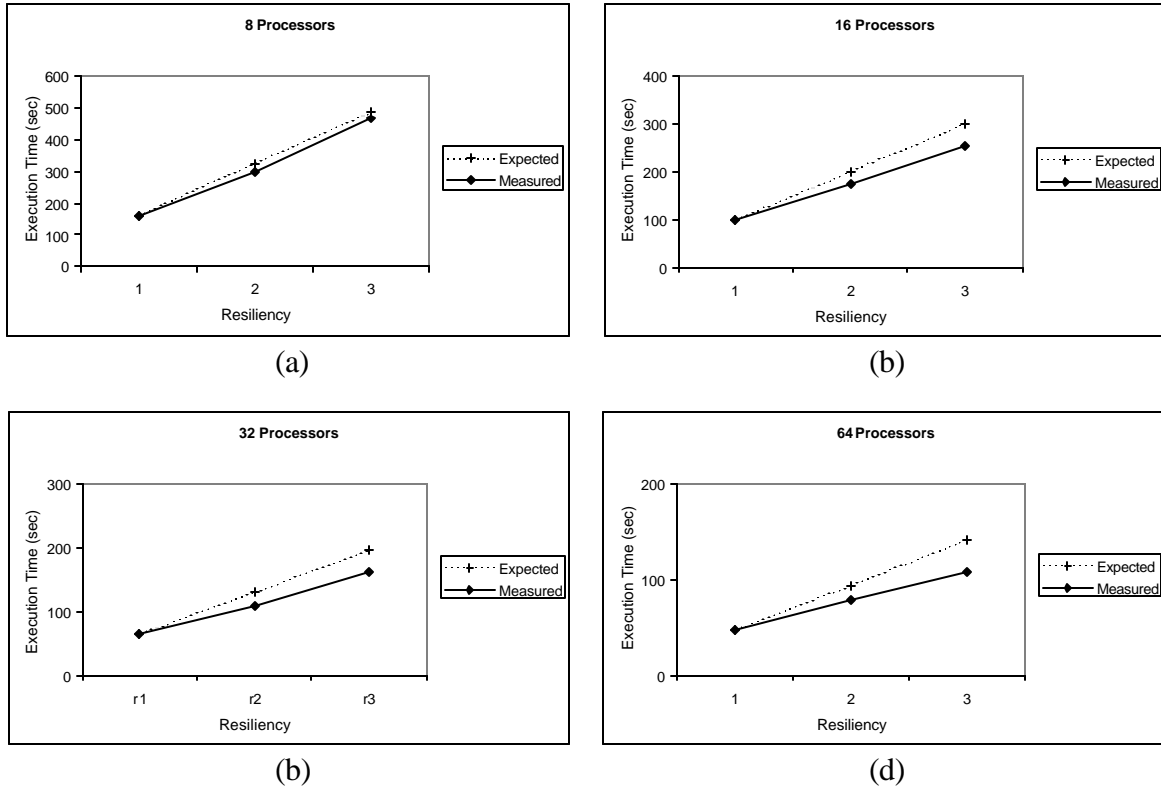 8 Processors
600
500
400
300
200
100
0
Execution Time (sec)
1 2 3
Resiliency
Expected
Measured
(a)
16 Processors
400
300
200
100
0
Execution Time (sec)
1 2 3
Resiliency
Expected
Measured
(b)
32 Processors
300
200
100
0
Execution Time (sec)
r1 r2 r3
Resiliency
Expected
Measured
(b)
64 Processors
200
100
0
Execution Time (sec)
1 2 3
Resiliency
Expected
Measured
(d)